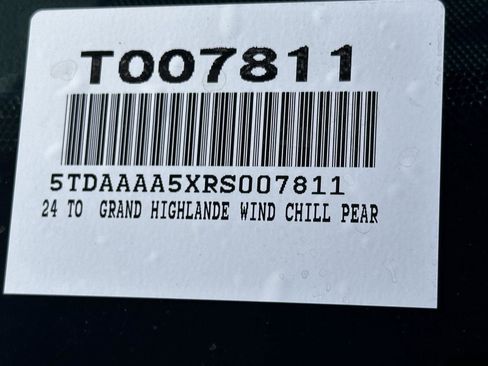 T007811
5TDAAAA5XRS007811
24 TO GRAND HIGHLANDE WIND CHILL PEAR